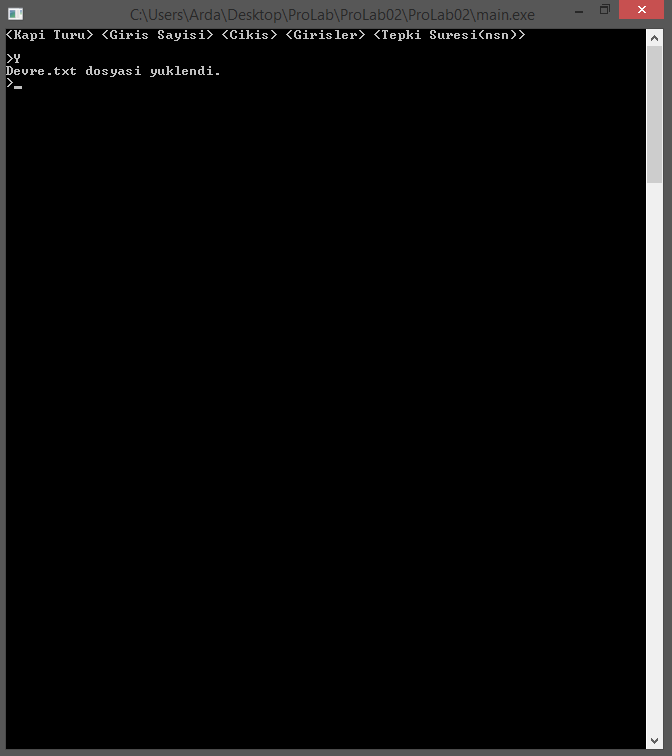 C:\Users\Arda\Desktop\ProLab\ProLab02\ProLab02\main.exe
<Kapi Turu> <Giris Sayisi> <Cikis> <Girisler> <Tepki Suresi(nsn)>
>Y
Devre.txt dosyasi yuklendi.
>_